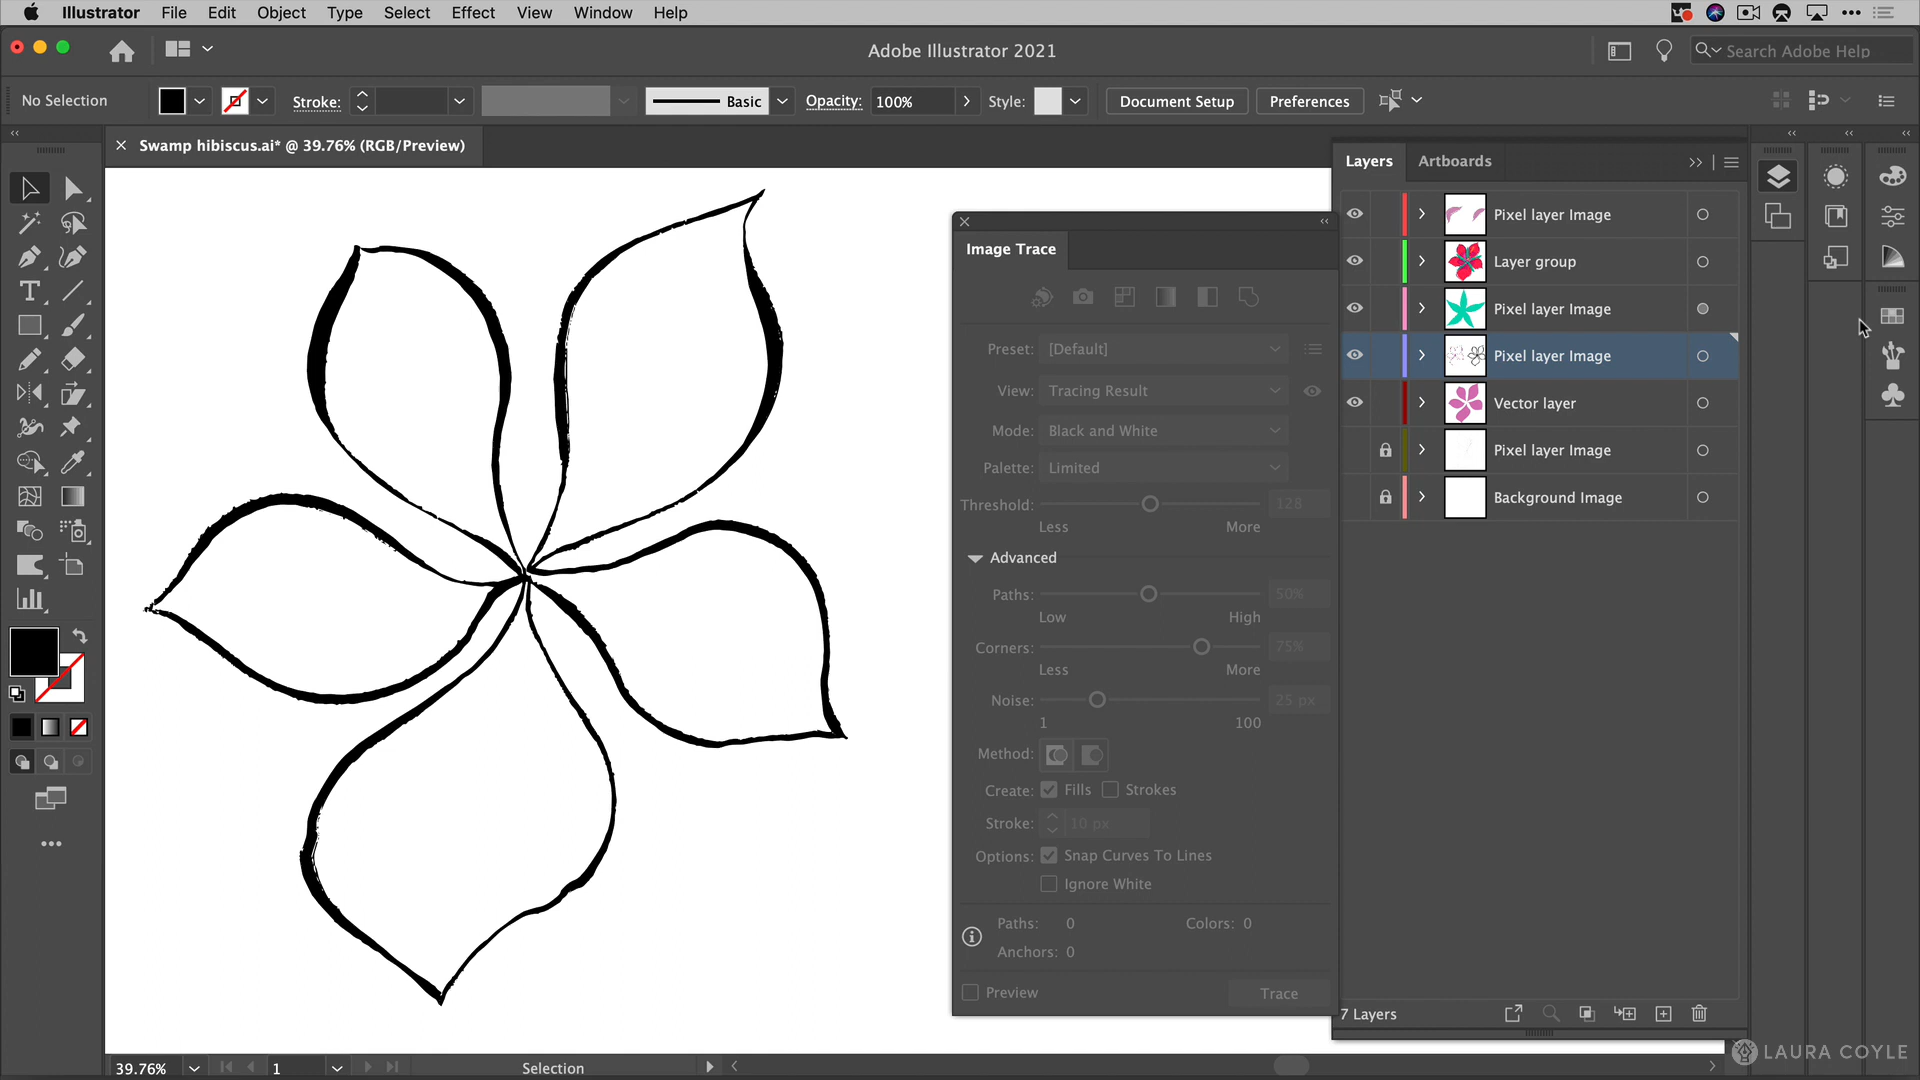 Illustrator File Edit Object Type Select Effect View Window Help
Adobe Illustrator 2021
Search Adobe Help
No Selection
Stroke:
Basic
Opacity: 100%
Style:
Document Setup
Preferences
Swamp hibiscus.ai* @ 39.76% (RGB/Preview)
Layers Artboards
Pixel layer Image
Layer group
Pixel layer Image
Pixel layer Image
Vector layer
Pixel layer Image
Background Image
7 Layers
Image Trace
Preset: [Default]
View: Tracing Result
Mode: Black and White
Palette: Limited
Threshold: 128
Less More
Advanced
Paths: 50%
Low High
Corners: 75%
Less More
Noise: 25 px
1 100
Method:
Create: Fills Strokes
Stroke: 10 px
Options: Snap Curves To Lines
Ignore White
Paths: 0 Colors: 0
Anchors: 0
Preview Trace
39.76% 1 Selection
LAURA COYLE